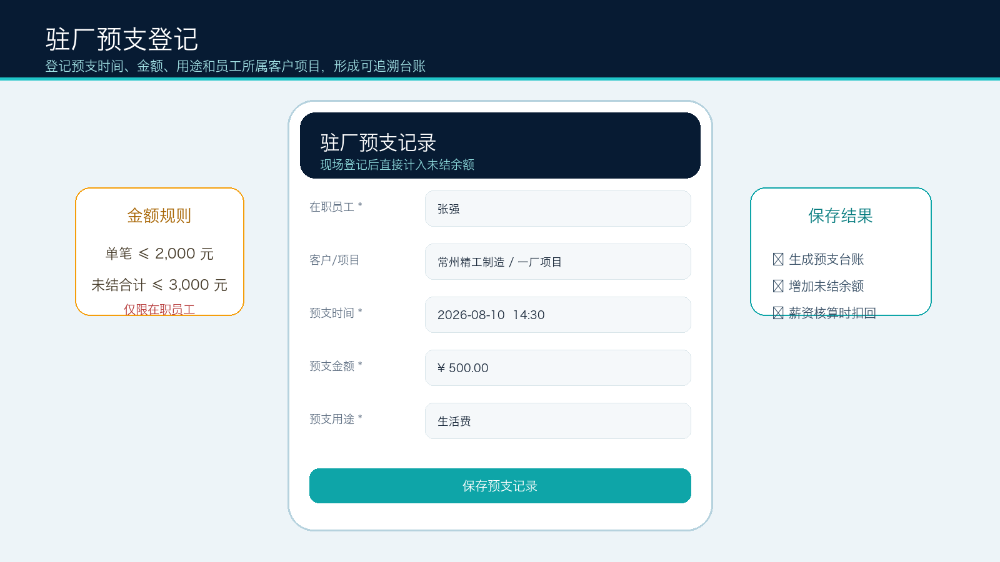 驻厂预支登记
登记预支时间、金额、用途和员工所属客户项目，形成可追溯台账
金额规则
单笔 ≤ 2,000 元
未结合计 ≤ 3,000 元
仅限在职员工
驻厂预支记录
现场登记后直接计入未结余额
在职员工 *
张强
客户/项目
常州精工制造 / 一厂项目
预支时间 *
2026-08-10 14:30
预支金额 *
¥ 500.00
预支用途 *
生活费
保存预支记录
保存结果
生成预支台账
增加未结余额
薪资核算时扣回